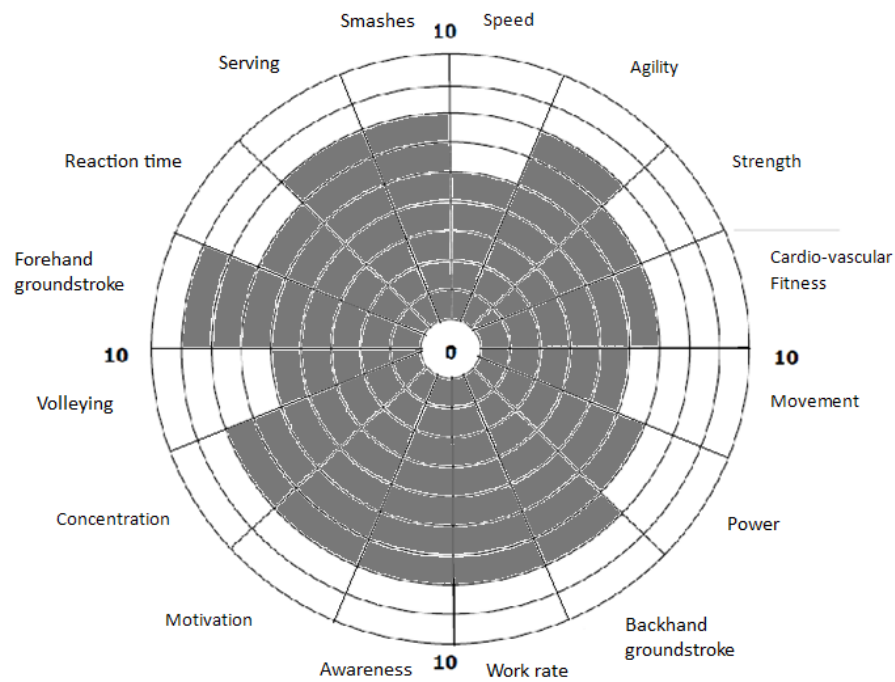 Smashes
10
Speed
Serving
Agility
Reaction time
Strength
Forehand
groundstroke
Cardio-vascular
Fitness
10
0
10
Volleying
Movement
Concentration
Power
Motivation
Backhand
groundstroke
Awareness
10
Work rate